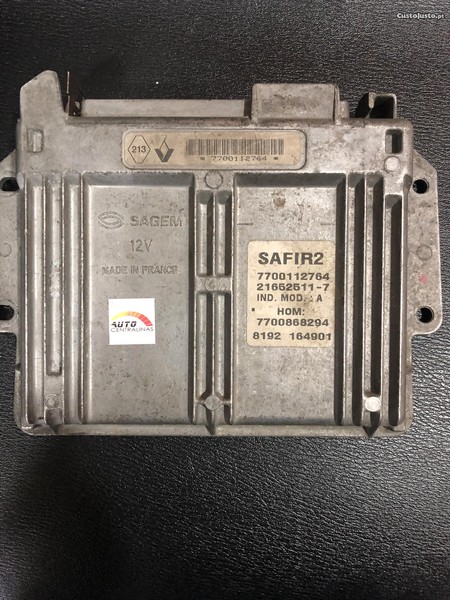 CustoJusto.pt
213
* 7700112764 *
SAGEM
12V
MADE IN FRANCE
SAFIR2
7700112764
21652511-7
IND. MOD. : A
HOM:
7700868294
8192 164901
AUTO
CENTRALINAS